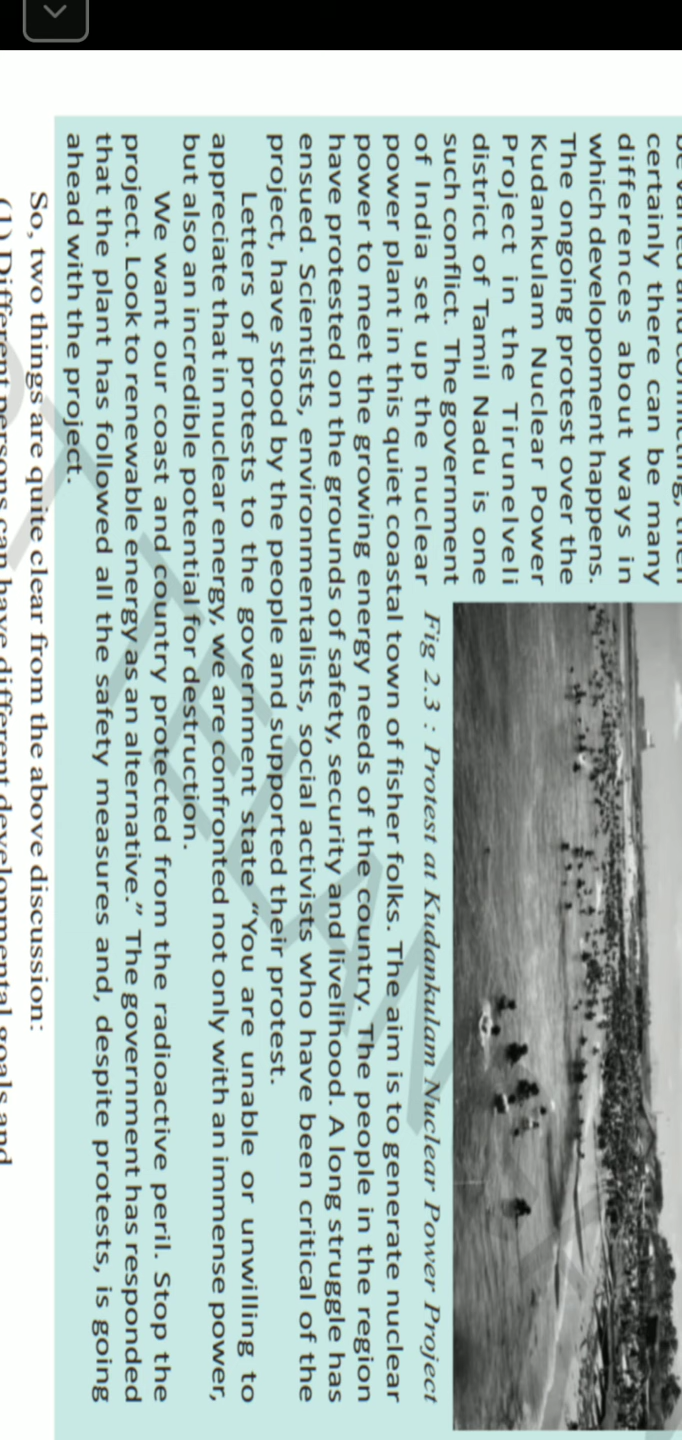 certainly there can be many
differences about ways in
which developoment happens.
The ongoing protest over the
Kudankulam Nuclear Power
Project in the Tirunelveli
district of Tamil Nadu is one
such conflict. The government
of India set up the nuclear
Fig 2.3 : Protest at Kudankulam Nuclear Power Project
power plant in this quiet coastal town of fisher folks. The aim is to generate nuclear
power to meet the growing energy needs of the country. The people in the region
have protested on the grounds of safety, security and livelihood. A long struggle has
ensued. Scientists, environmentalists, social activists who have been critical of the
project, have stood by the people and supported their protest.
Letters of protests to the government state “You are unable or unwilling to
appreciate that in nuclear energy, we are confronted not only with an immense power,
but also an incredible potential for destruction.
We want our coast and country protected from the radioactive peril. Stop the
project. Look to renewable energy as an alternative.” The government has responded
that the plant has followed all the safety measures and, despite protests, is going
ahead with the project.
So, two things are quite clear from the above discussion:
(1) Different persons can have different developmental goals and